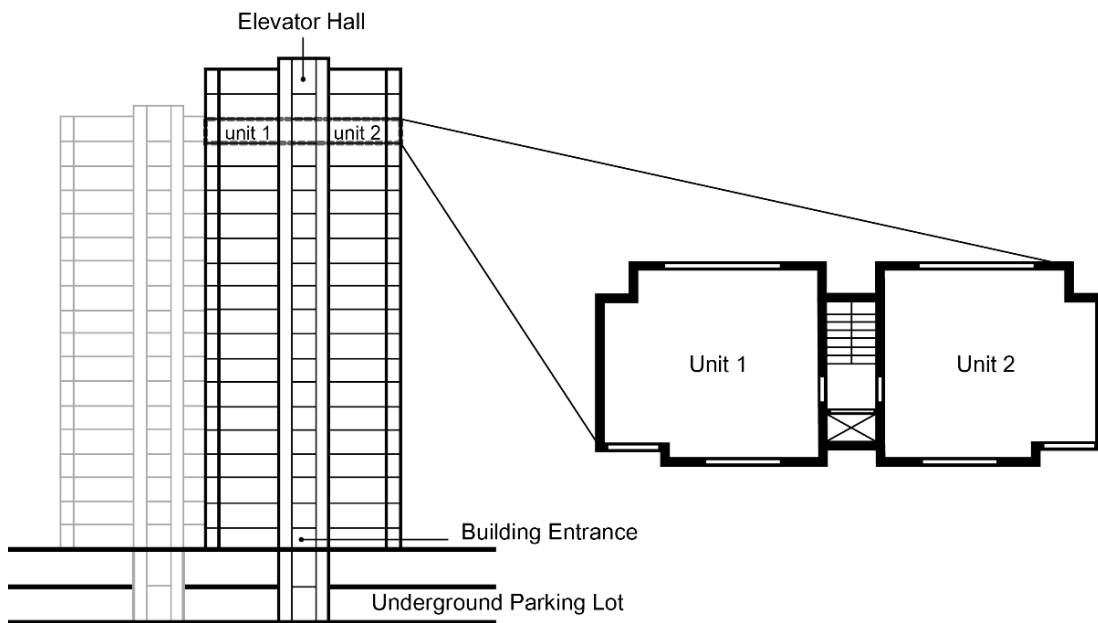 Elevator Hall
unit 1
unit 2
Unit 1
Unit 2
Building Entrance
Underground Parking Lot